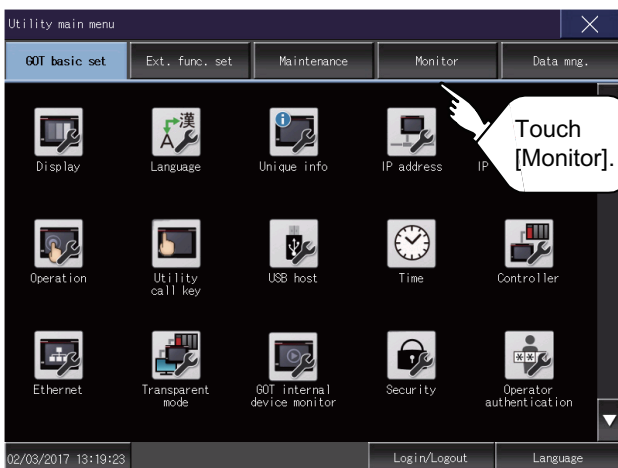 Utility main menu
GOT basic set
Ext. func. set
Maintenance
Monitor
Data mng.
Touch
[Monitor].
漢
A
Display
Language
Unique info
IP address
IP
Operation
Utility
call key
USB host
Time
Controller
Ethernet
Transparent
mode
GOT internal
device monitor
Security
Operator
authentication
02/03/2017 13:19:23
Login/Logout
Language